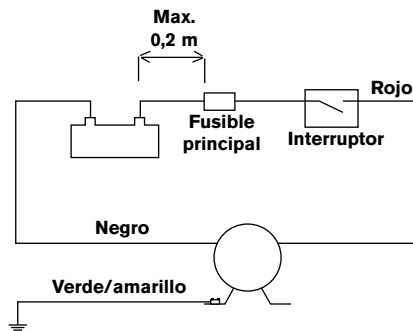 Max.
0,2 m
Rojo
Fusible
principal
Interruptor
Negro
Verde/amarillo